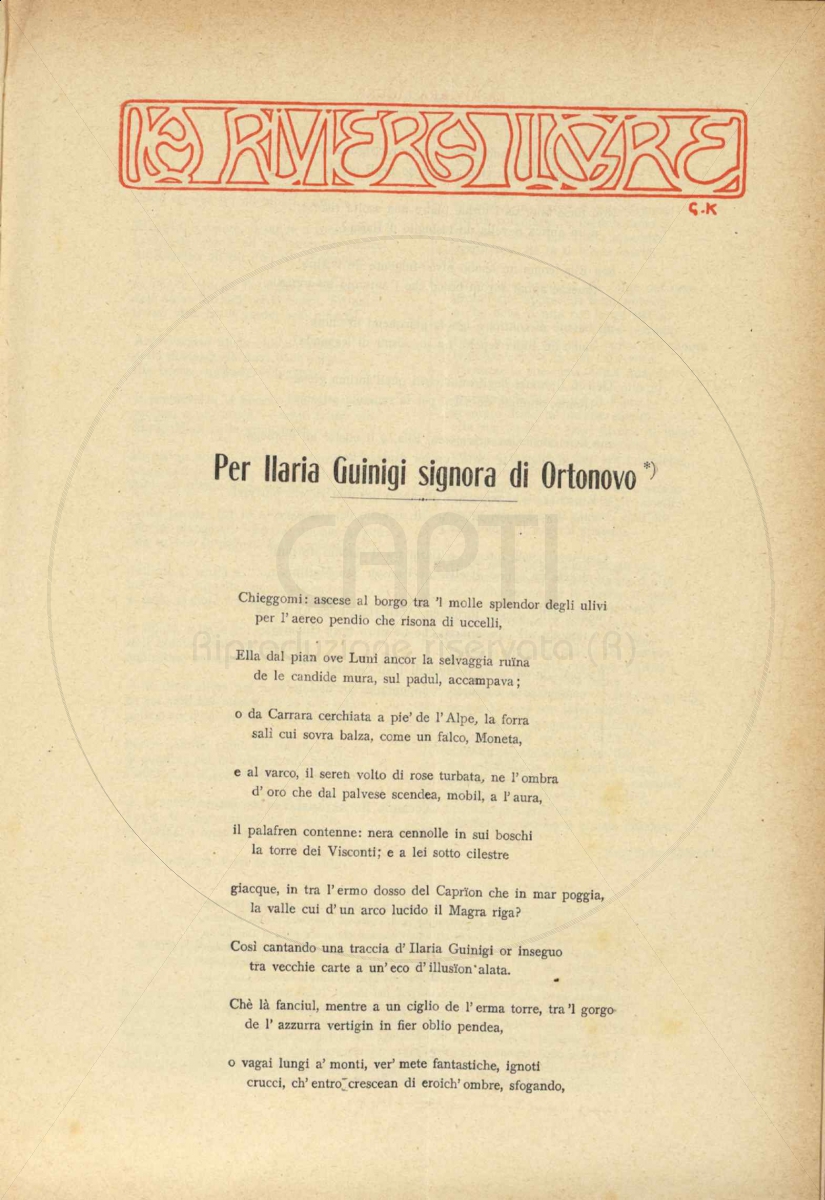 LA RIVIERA LIGURE
G.K
Per Ilaria Guinigi signora di Ortonovo *)
CAPTI
Riproduzione riservata (R)
Chieggomi: ascese al borgo tra 'l molle splendor degli ulivi
per l' aereo pendio che risona di uccelli,
Ella dal pian ove Luni ancor la selvaggia ruïna
de le candide mura, sul padul, accampava;
o da Carrara cerchiata a pie' de l' Alpe, la forra
salì cui sovra balza, come un falco, Moneta,
e al varco, il seren volto di rose turbata, ne l' ombra
d' oro che dal palvese scendea, mobil, a l' aura,
il palafren contenne: nera cennolle in sui boschi
la torre dei Visconti; e a lei sotto cilestre
giacque, in tra l' ermo dosso del Caprïon che in mar poggia,
la valle cui d' un arco lucido il Magra riga?
Così cantando una traccia d' Ilaria Guinigi or inseguo
tra vecchie carte a un' eco d' illusïon alata.
Chè là fanciul, mentre a un ciglio de l' erma torre, tra 'l gorgo
de l' azzurra vertigin in fier oblio pendea,
o vagai lungi a' monti, ver' mete fantastiche, ignoti
crucci, ch' entro crescean di eroich' ombre, sfogando,